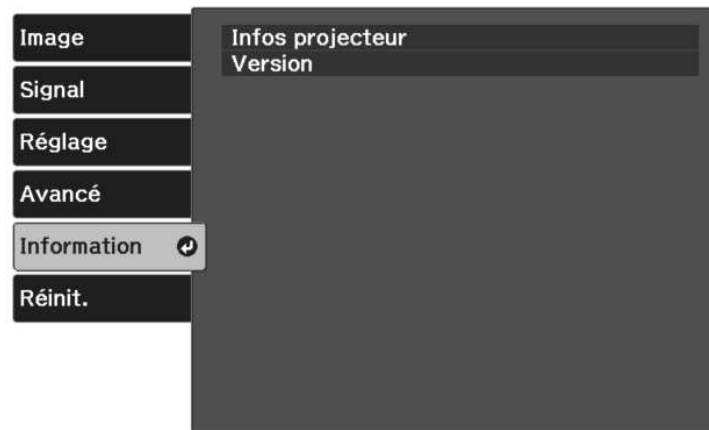 Image
Signal
Réglage
Avancé
Information
Réinit.
Infos projecteur
Version